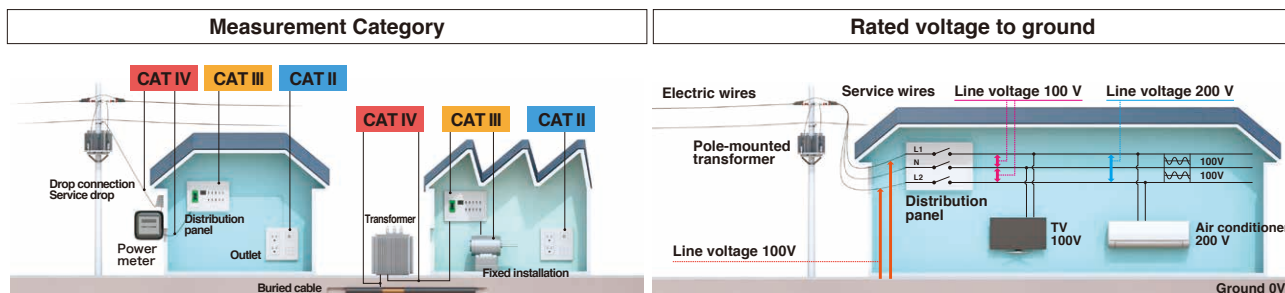 Measurement Category
CAT IV
CAT III
CAT II
CAT IV
CAT III
CAT II
Drop connection
Service drop
Distribution
panel
Power
meter
Outlet
Transformer
Fixed installation
Buried cable
Rated voltage to ground
Electric wires
Service wires
Line voltage 100 V
Line voltage 200 V
Pole-mounted
transformer
L1
N
L2
100V
100V
Distribution
panel
TV
100V
Air conditioner
200 V
Line voltage 100V
Ground 0V